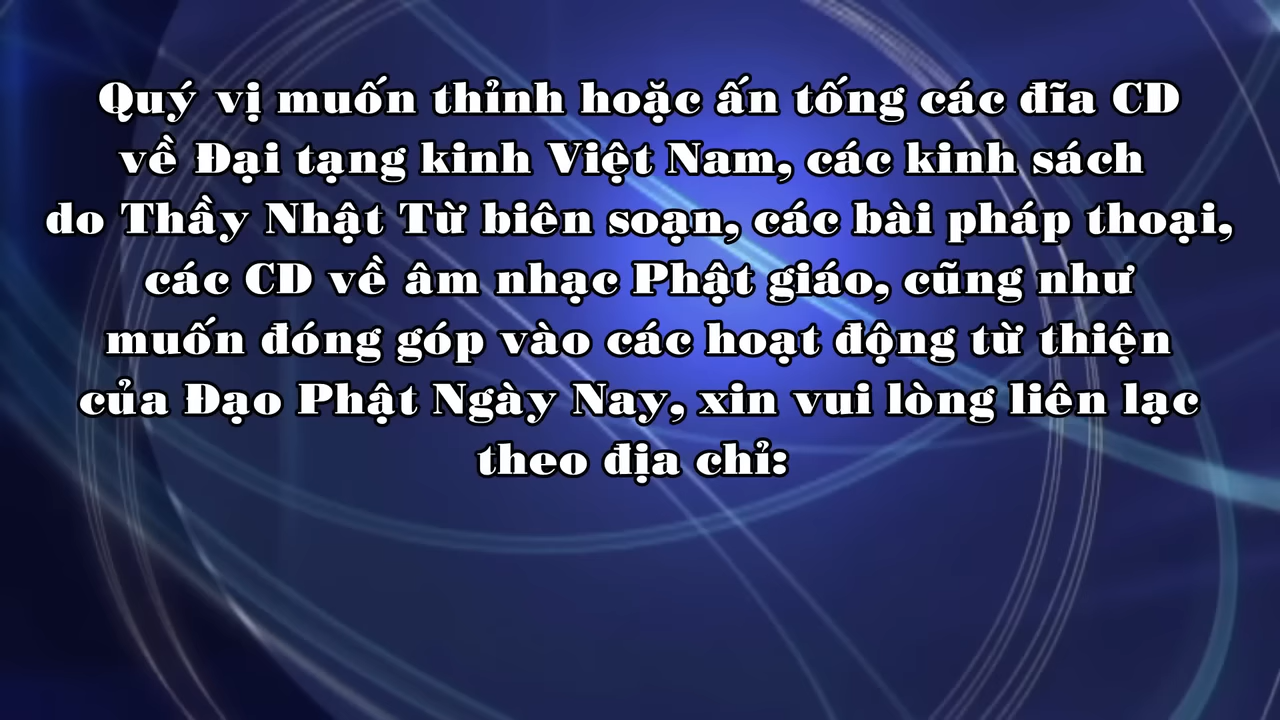 Quý vị muốn thỉnh hoặc ấn tống các đĩa CD
về Đại tạng kinh Việt Nam, các kinh sách
do Thầy Nhật Từ biên soạn, các bài pháp thoại,
các CD về âm nhạc Phật giáo, cũng như
muốn đóng góp vào các hoạt động từ thiện
của Đạo Phật Ngày Nay, xin vui lòng liên lạc
theo địa chỉ: